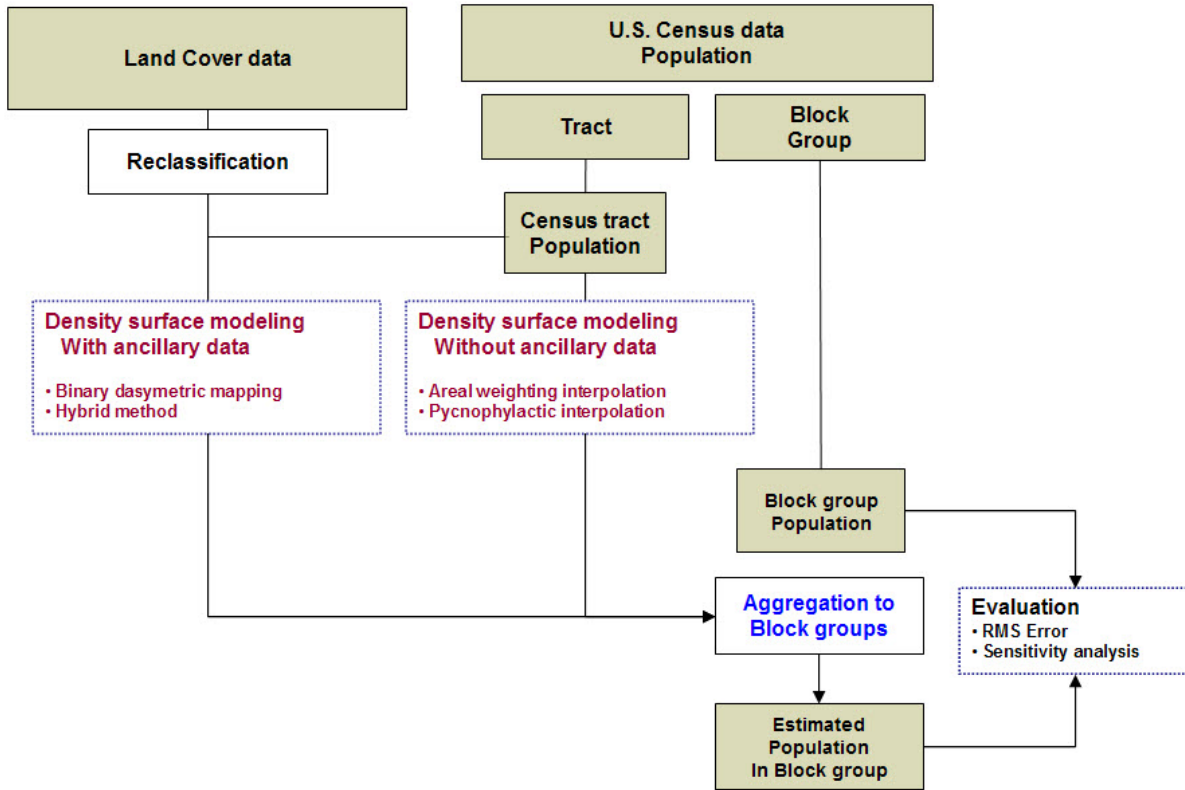 Land Cover data
U.S. Census data
Population
Reclassification
Tract
Block
Group
Census tract
Population
Density surface modeling
With ancillary data
• Binary dasymetric mapping
• Hybrid method
Density surface modeling
Without ancillary data
• Areal weighting interpolation
• Pycnophylactic interpolation
Block group
Population
Aggregation to
Block groups
Evaluation
• RMS Error
• Sensitivity analysis
Estimated
Population
In Block group